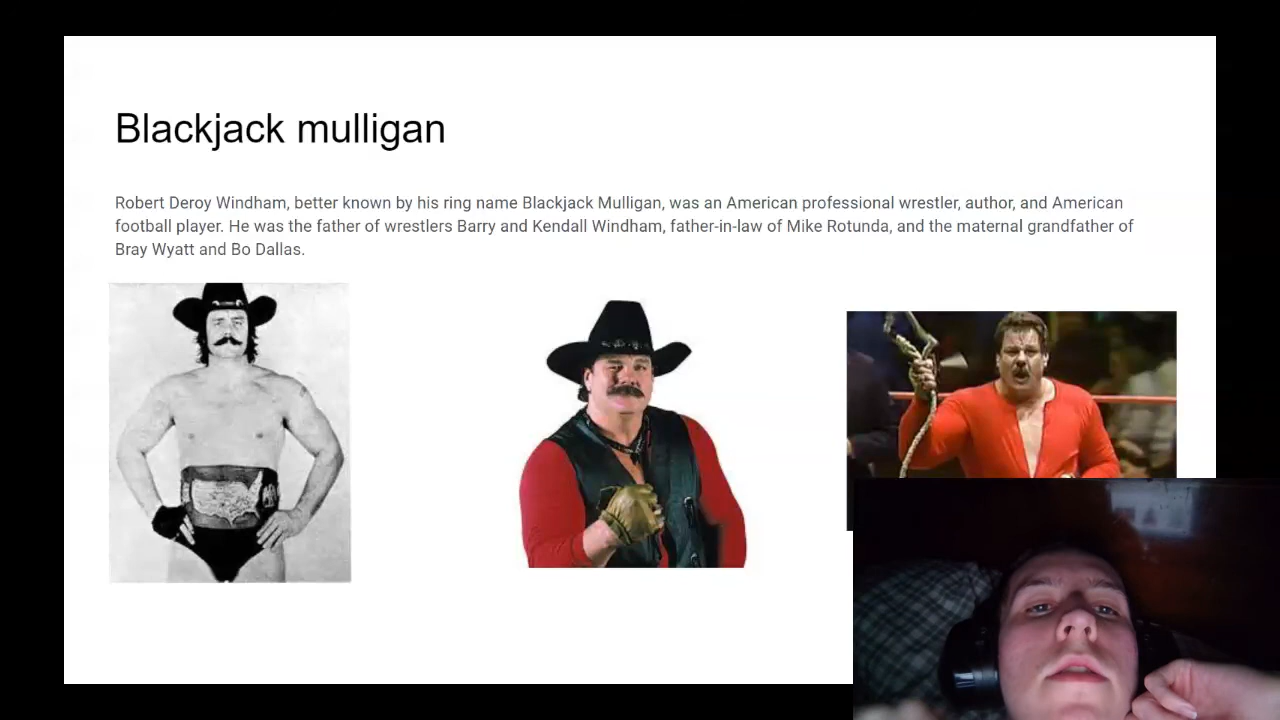 Blackjack mulligan
Robert Deroy Windham, better known by his ring name Blackjack Mulligan, was an American professional wrestler, author, and American
football player. He was the father of wrestlers Barry and Kendall Windham, father-in-law of Mike Rotunda, and the maternal grandfather of
Bray Wyatt and Bo Dallas.